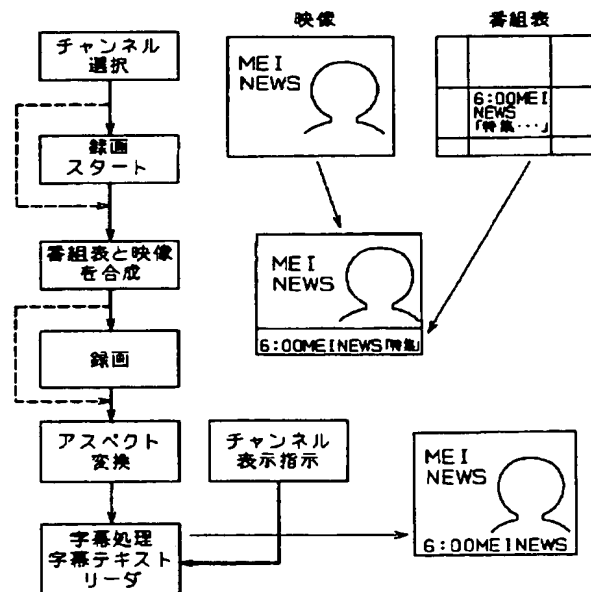 チャンネル
選択
録画
スタート
番組表と映像
を合成
録画
アスペクト
変換
字幕処理
字幕テキスト
リーダ
チャンネル
表示指示
映像
MEI
NEWS
番組表
6:00MEI
NEWS
「特集・・・」
MEI
NEWS
6:00MEINEWS「特集」
MEI
NEWS
6:00MEINEWS